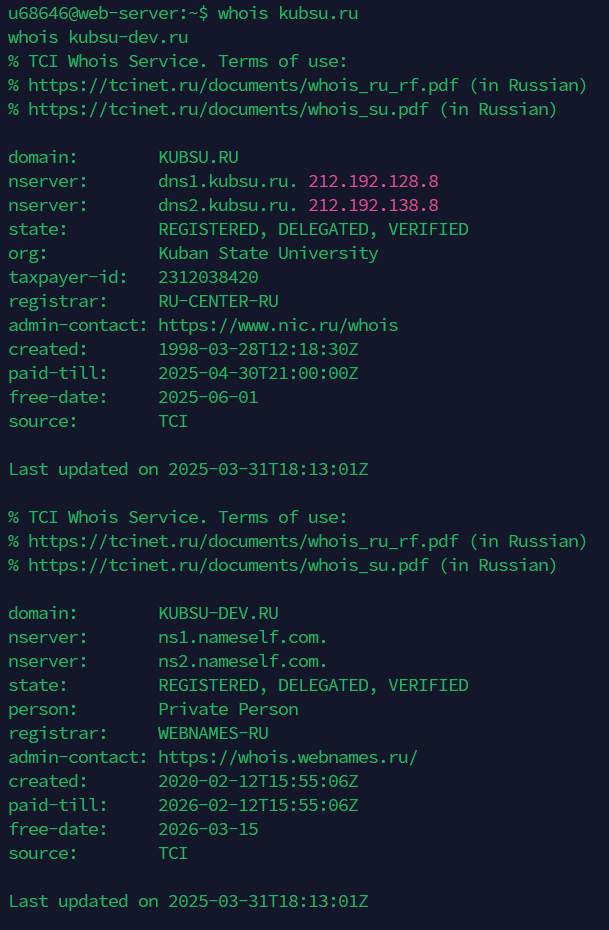 u68646@web-server:~$ whois kubsu.ru
whois kubsu-dev.ru
% TCI Whois Service. Terms of use:
% https://tcinet.ru/documents/whois_ru_rf.pdf (in Russian)
% https://tcinet.ru/documents/whois_su.pdf (in Russian)

domain:        KUBSU.RU
nserver:       dns1.kubsu.ru. 212.192.128.8
nserver:       dns2.kubsu.ru. 212.192.138.8
state:         REGISTERED, DELEGATED, VERIFIED
org:           Kuban State University
taxpayer-id:   2312038420
registrar:     RU-CENTER-RU
admin-contact: https://www.nic.ru/whois
created:       1998-03-28T12:18:30Z
paid-till:     2025-04-30T21:00:00Z
free-date:     2025-06-01
source:        TCI

Last updated on 2025-03-31T18:13:01Z

% TCI Whois Service. Terms of use:
% https://tcinet.ru/documents/whois_ru_rf.pdf (in Russian)
% https://tcinet.ru/documents/whois_su.pdf (in Russian)

domain:        KUBSU-DEV.RU
nserver:       ns1.nameself.com.
nserver:       ns2.nameself.com.
state:         REGISTERED, DELEGATED, VERIFIED
person:        Private Person
registrar:     WEBNAMES-RU
admin-contact: https://whois.webnames.ru/
created:       2020-02-12T15:55:06Z
paid-till:     2026-02-12T15:55:06Z
free-date:     2026-03-15
source:        TCI

Last updated on 2025-03-31T18:13:01Z